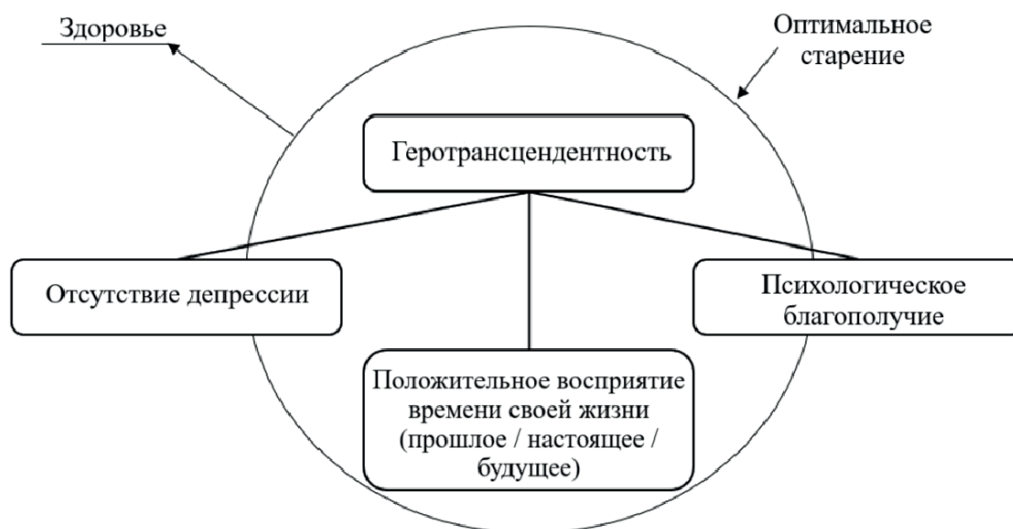 Здоровье
Оптимальное
старение
Геротрансцендентность
Отсутствие депрессии
Психологическое
благополучие
Положительное восприятие
времени своей жизни
(прошлое / настоящее /
будущее)